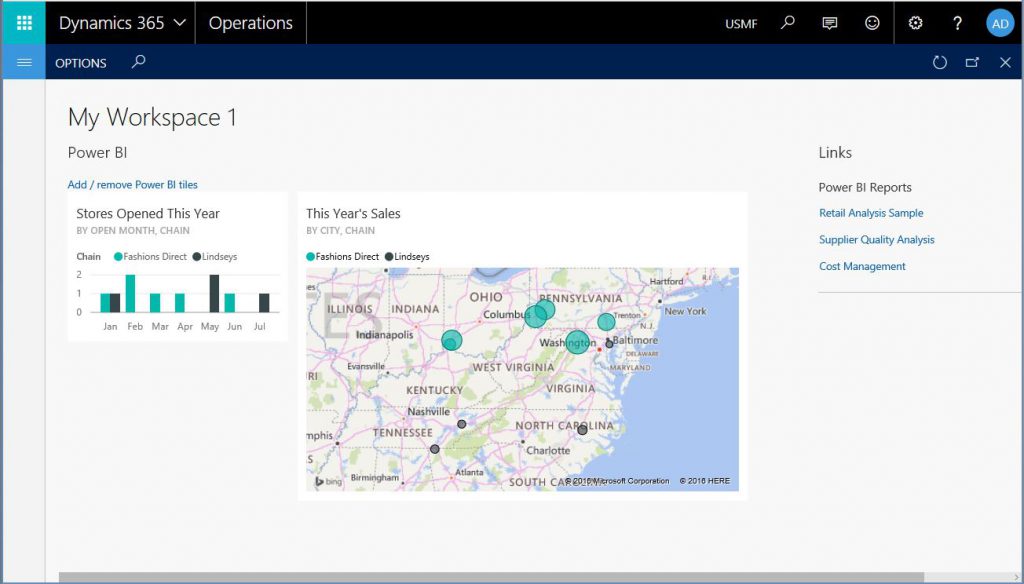 Dynamics 365
Operations
USMF
?
AD
OPTIONS
My Workspace 1
Power BI
Add / remove Power BI tiles
Stores Opened This Year
BY OPEN MONTH, CHAIN
Chain Fashions Direct Lindseys
2
1
0
Jan Feb Mar Apr May Jun Jul
This Year's Sales
BY CITY, CHAIN
Fashions Direct Lindseys
ES
Hartford
R.I.
OHIO
PENNSYLVANIA
ILLINOIS
INDIANA
Columbus
Trenton
New York
N.J.
Indianapolis
Washington
Baltimore
DELAWARE
MARYLAND
Evansville
WEST VIRGINIA
RI
KENTUCKY
VIRGINIA
Nashville
TENNESSEE
NORTH CAROLINA
mphis
Charlotte
Atlanta
Birmingham
SOUTH CAROLINA
bing
© 2016 Microsoft Corporation © 2016 HERE
Links
Power BI Reports
Retail Analysis Sample
Supplier Quality Analysis
Cost Management